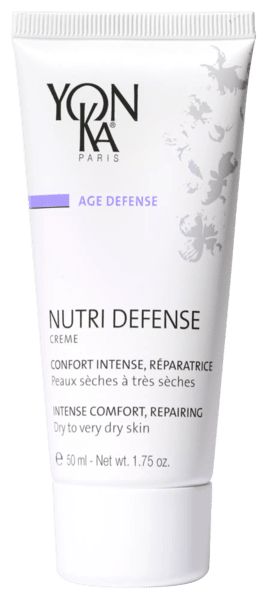 YON
KA®
PARIS
AGE DEFENSE
NUTRI DEFENSE
CREME
CONFORT INTENSE, RÉPARATRICE
Peaux sèches à très sèches
INTENSE COMFORT, REPAIRING
Dry to very dry skin
℮ 50 ml - Net wt. 1.75 oz.